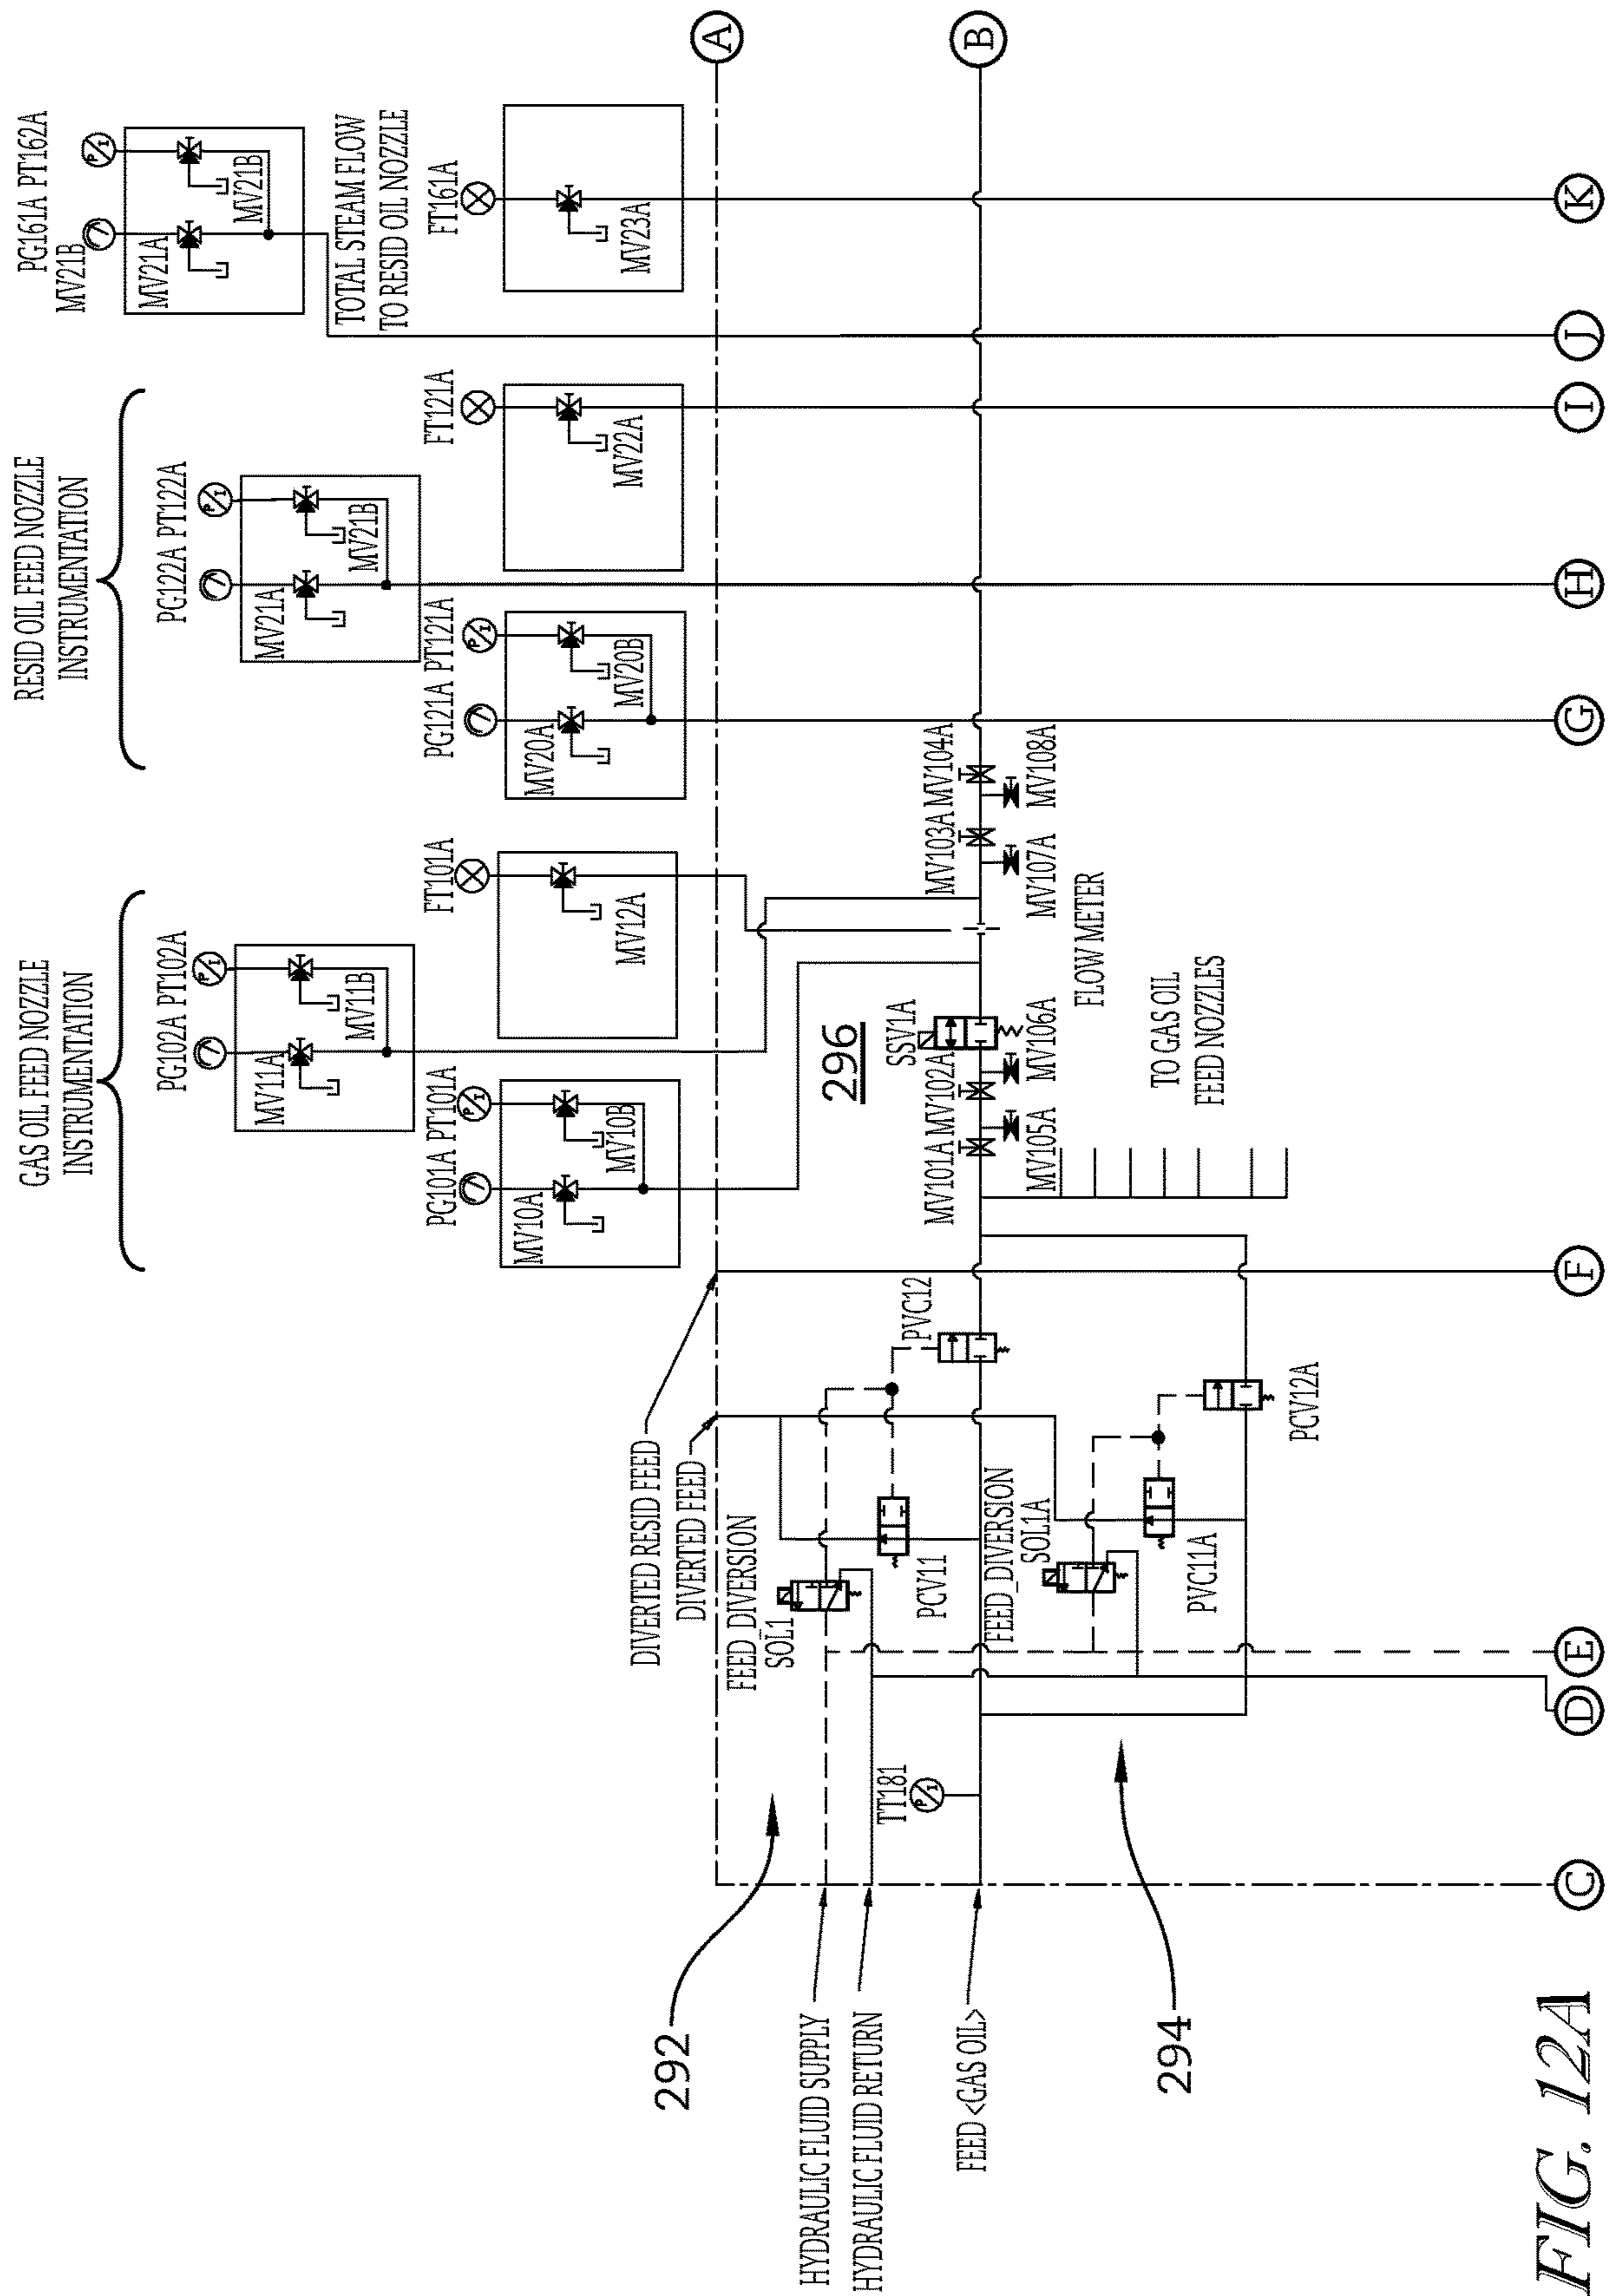 GAS OIL FEED NOZZLE
INSTRUMENTATION
RESID OIL FEED NOZZLE
INSTRUMENTATION
PG161A PT162A
MV21B
P/I
MV21A
MV21B
TOTAL STEAM FLOW
TO RESID OIL NOZZLE
PG102A PT102A
P/I
MV11A
MV11B
PG122A PT122A
P/I
MV21A
MV21B
PG101A PT101A
P/I
MV10A
MV10B
FT101A
MV12A
PG121A PT121A
P/I
MV20A
MV20B
FT121A
MV22A
FT161A
MV23A
A
DIVERTED RESID FEED
DIVERTED FEED
292
FEED_DIVERSION
SOL1
HYDRAULIC FLUID SUPPLY
HYDRAULIC FLUID RETURN
TT181
P/I
PCV11
PVC12
296
SSV1A
MV101A MV102A
MV103A MV104A
B
FEED <GAS OIL>
FEED_DIVERSION
SOL1A
MV105A
MV106A
MV107A
MV108A
FLOW METER
TO GAS OIL
FEED NOZZLES
294
PVC11A
PCV12A
C
D
E
F
G
H
I
J
K
FIG. 12A